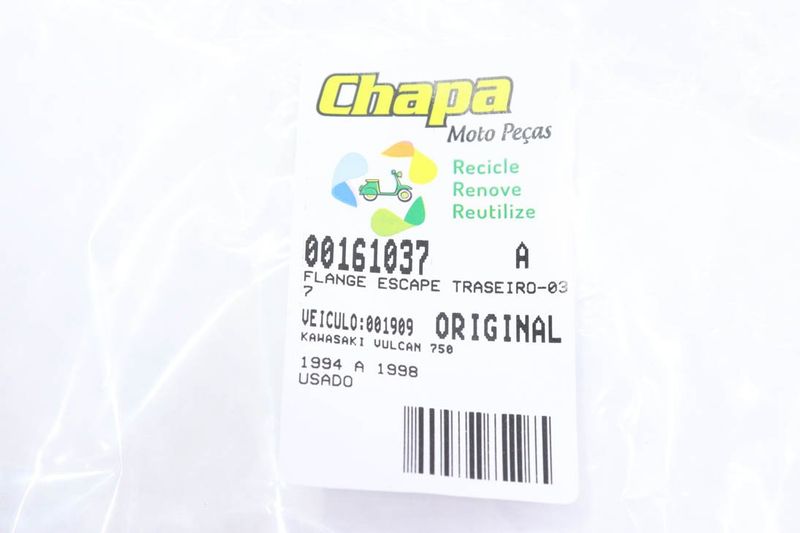 Chapa
Moto Peças
Recicle
Renove
Reutilize
00161037 A
FLANGE ESCAPE TRASEIRO-03
7
VEICULO:001909 ORIGINAL
KAWASAKI VULCAN 750
1994 A 1998
USADO